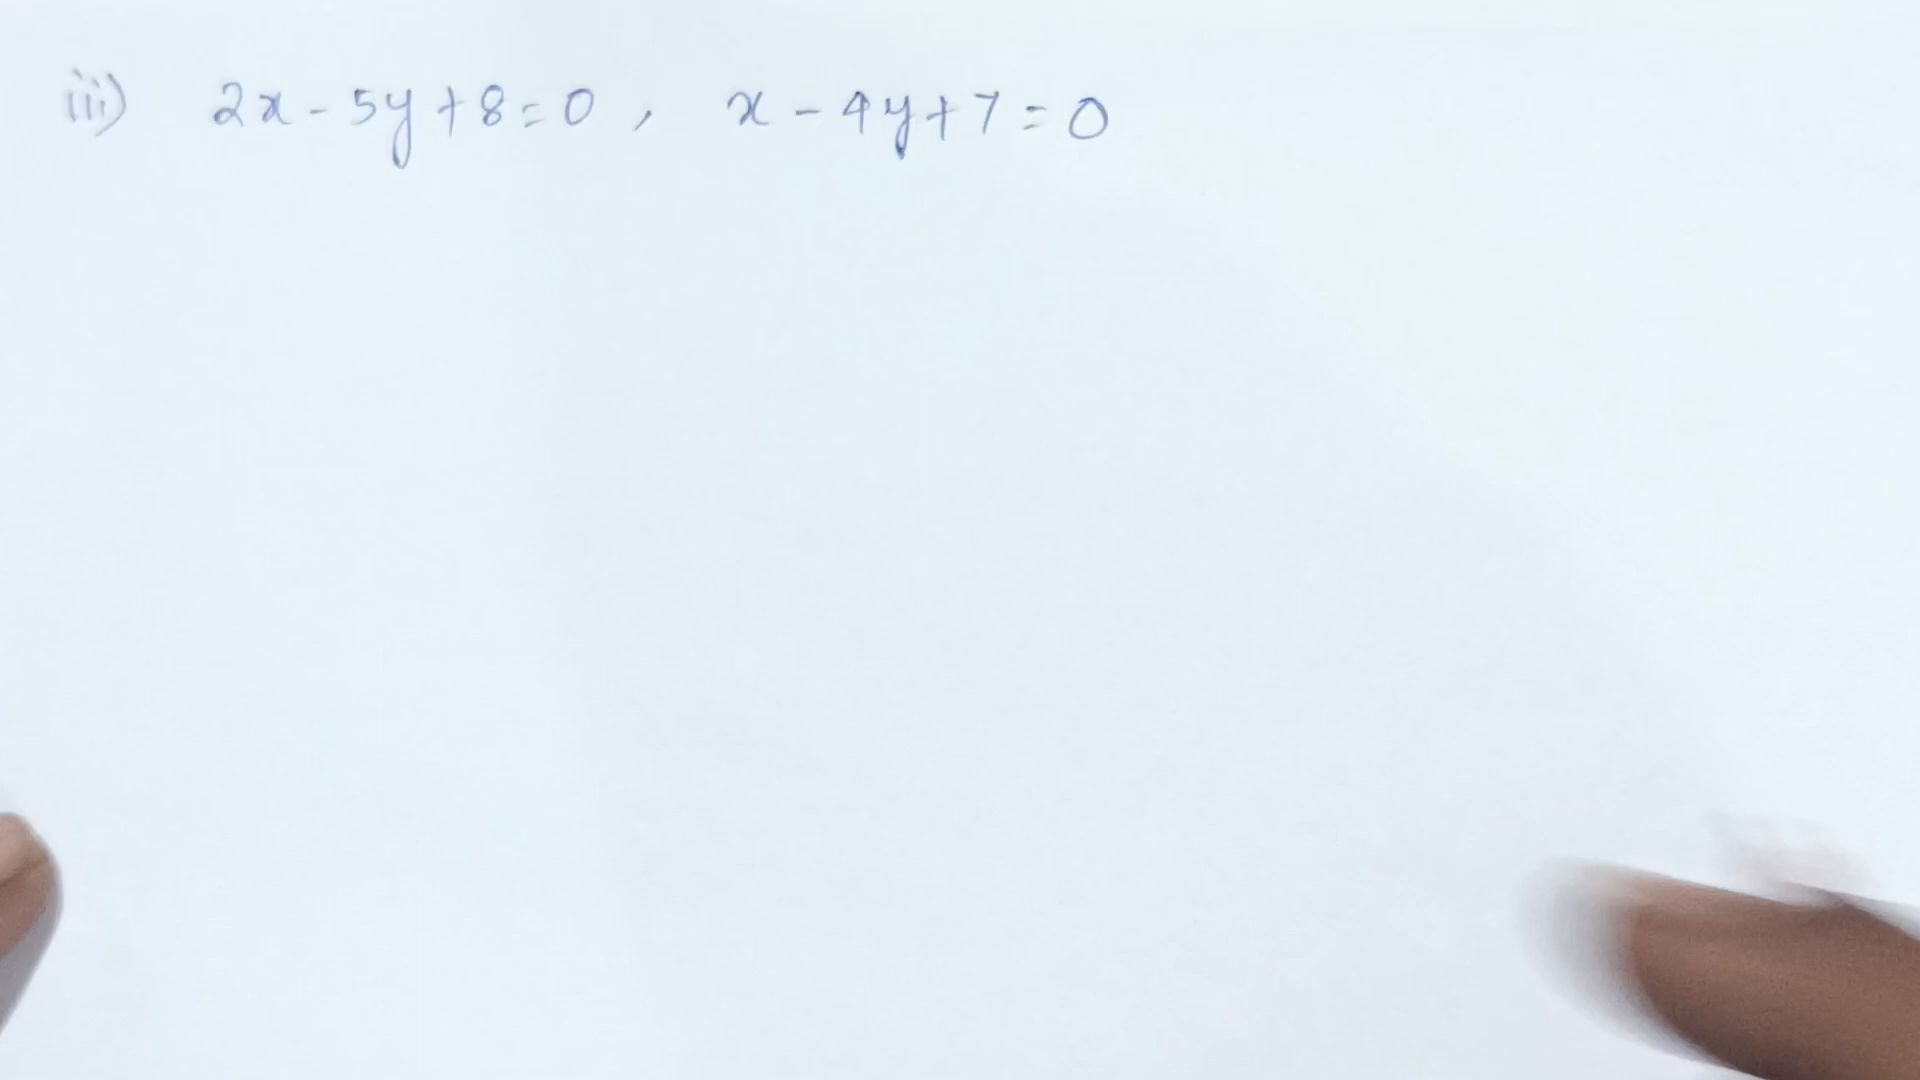 iii) 2x - 5y + 8 = 0 , x - 4y + 7 = 0